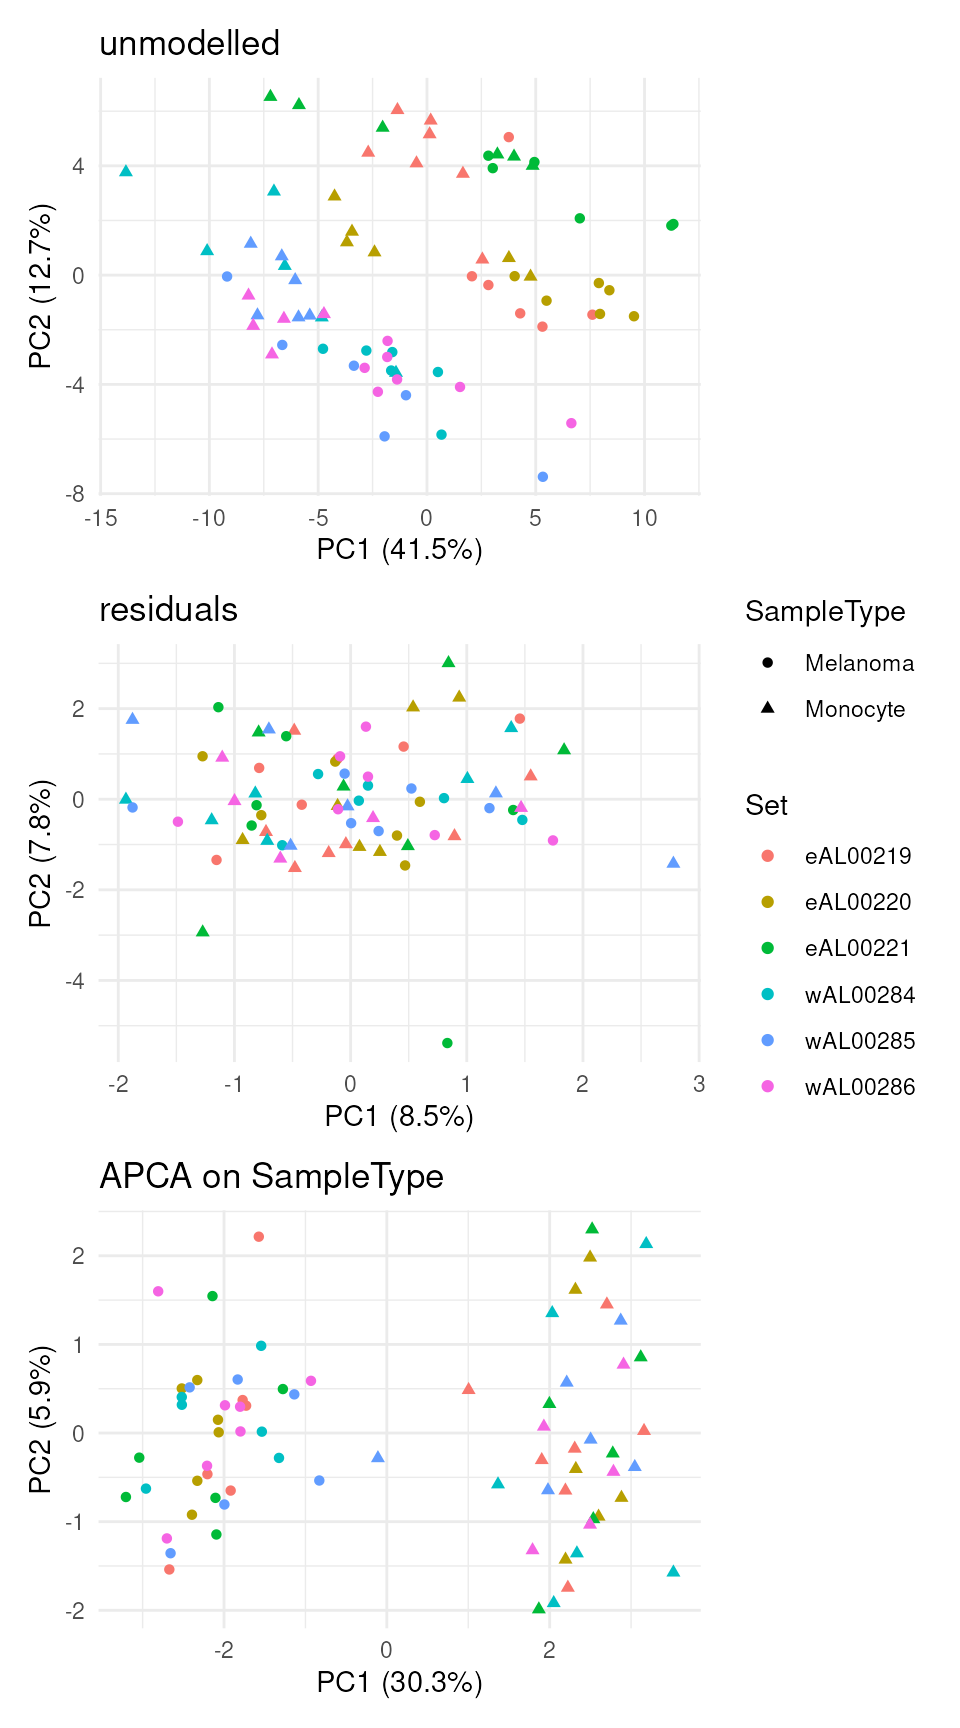 unmodelled
PC2 (12.7%)
4
0
-4
-8
-15 -10 -5 0 5 10
PC1 (41.5%)
residuals
PC2 (7.8%)
2
0
-2
-4
-2 -1 0 1 2 3
PC1 (8.5%)
SampleType
Melanoma
Monocyte
Set
eAL00219
eAL00220
eAL00221
wAL00284
wAL00285
wAL00286
APCA on SampleType
PC2 (5.9%)
2
1
0
-1
-2
-2 0 2
PC1 (30.3%)